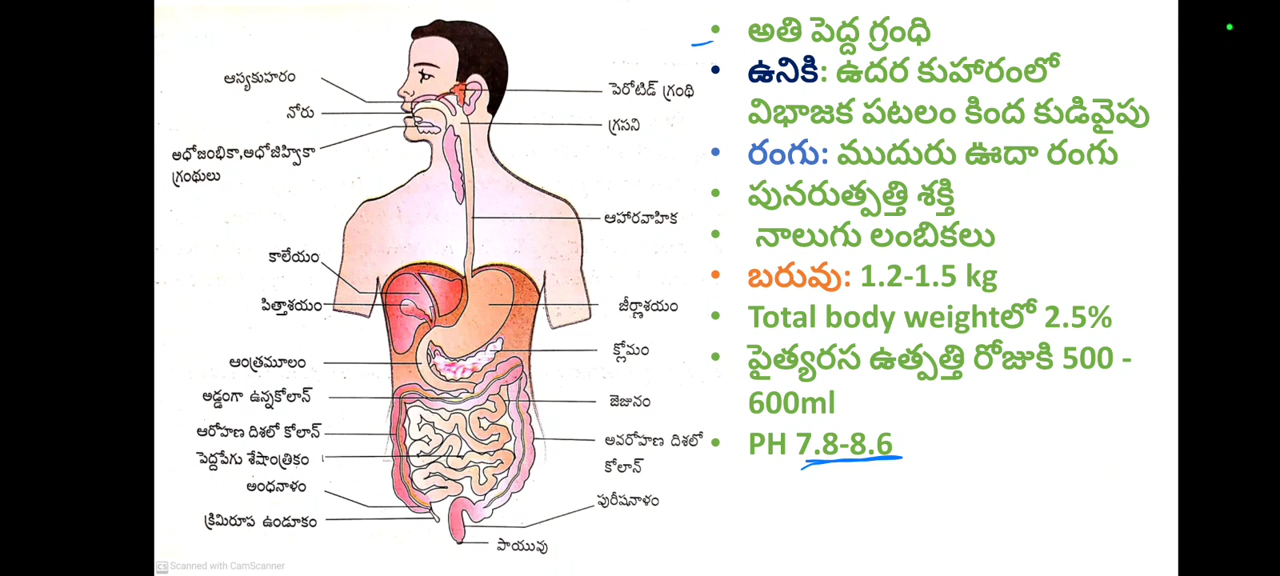 ఆస్యకుహరం
నోరు
అధోజంభికా,అధోజిహ్వికా
గ్రంథులు
కాలేయం
పిత్తాశయం
ఆంత్రమూలం
అడ్డంగా ఉన్నకోలాన్
ఆరోహణ దిశలో కోలాన్
పెద్దపేగు శేషాంత్రికం
అంధనాళం
క్రిమిరూప ఉండూకం
పెరోటిడ్ గ్రంథి
గ్రసని
ఆహారవాహిక
జీర్ణాశయం
క్లోమం
జెజునం
అవరోహణ దిశలో
కోలాన్
పురీషనాళం
పాయువు
CS Scanned with CamScanner
• అతి పెద్ద గ్రంధి
• ఉనికి: ఉదర కుహారంలో
విభాజక పటలం కింద కుడివైపు
• రంగు: ముదురు ఊదా రంగు
• పునరుత్పత్తి శక్తి
• నాలుగు లంబికలు
• బరువు: 1.2-1.5 kg
Total body weightలో 2.5%
• పైత్యరస ఉత్పత్తి రోజుకి 500 -
600ml
• PH 7.8-8.6